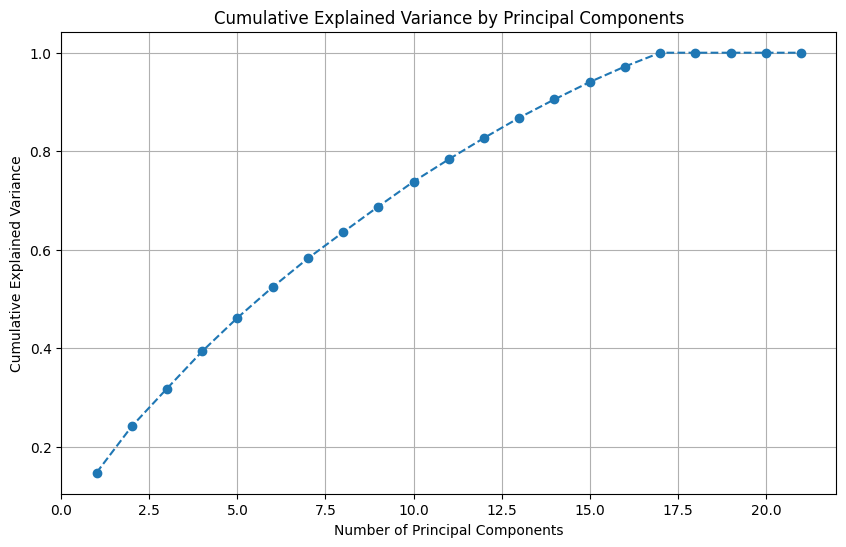 Cumulative Explained Variance by Principal Components
Cumulative Explained Variance
1.0
0.8
0.6
0.4
0.2
0.0 2.5 5.0 7.5 10.0 12.5 15.0 17.5 20.0
Number of Principal Components